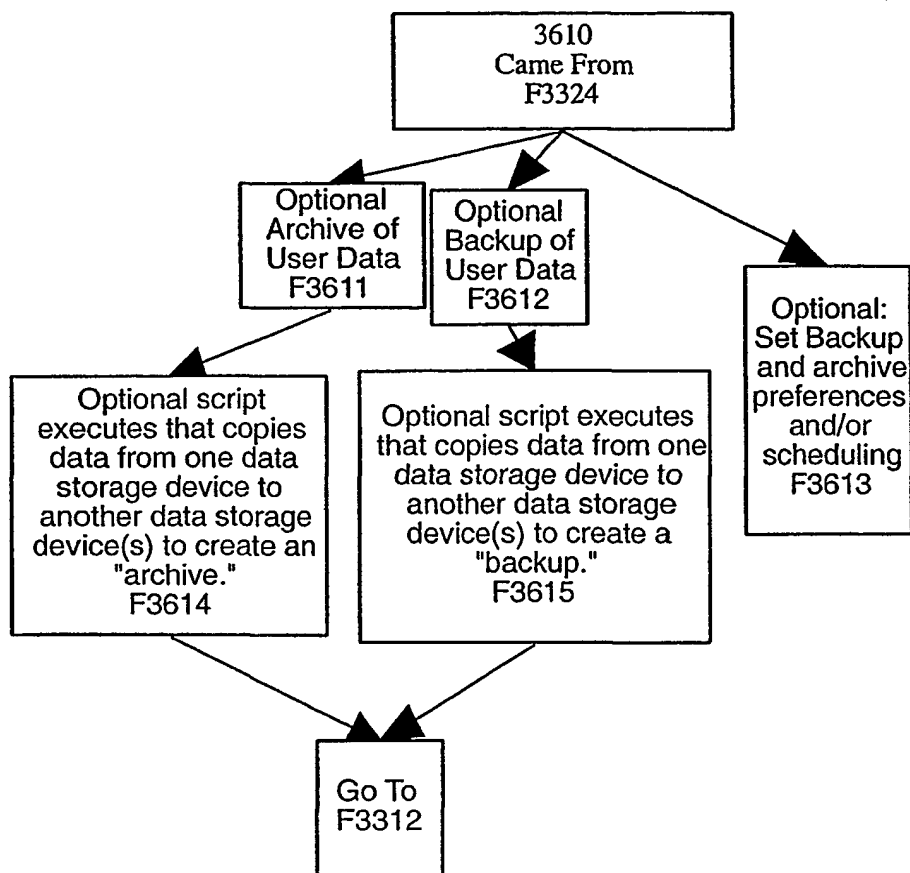 3610
Came From
F3324
Optional
Archive of
User Data
F3611
Optional
Backup of
User Data
F3612
Optional:
Set Backup
and archive
preferences
and/or
scheduling
F3613
Optional script
executes that copies
data from one data
storage device to
another data storage
device(s) to create an
"archive."
F3614
Optional script executes
that copies data from one
data storage device to
another data storage
device(s) to create a
"backup."
F3615
Go To
F3312